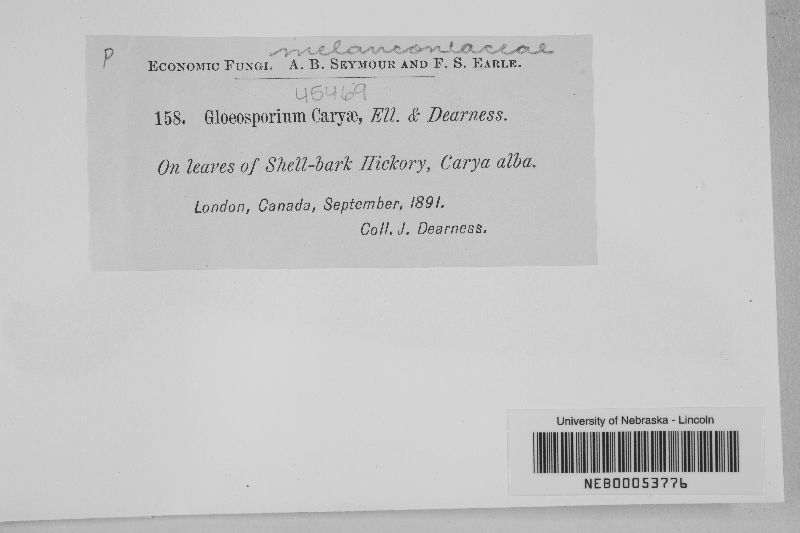 P
melanconiaceae
Economic Fungi. A. B. Seymour and F. S. Earle.
45469
158. Gloeosporium Caryæ, Ell. & Dearness.
On leaves of Shell-bark Hickory, Carya alba.
London, Canada, September, 1891.
Coll. J. Dearness.
University of Nebraska - Lincoln
NEB00053776